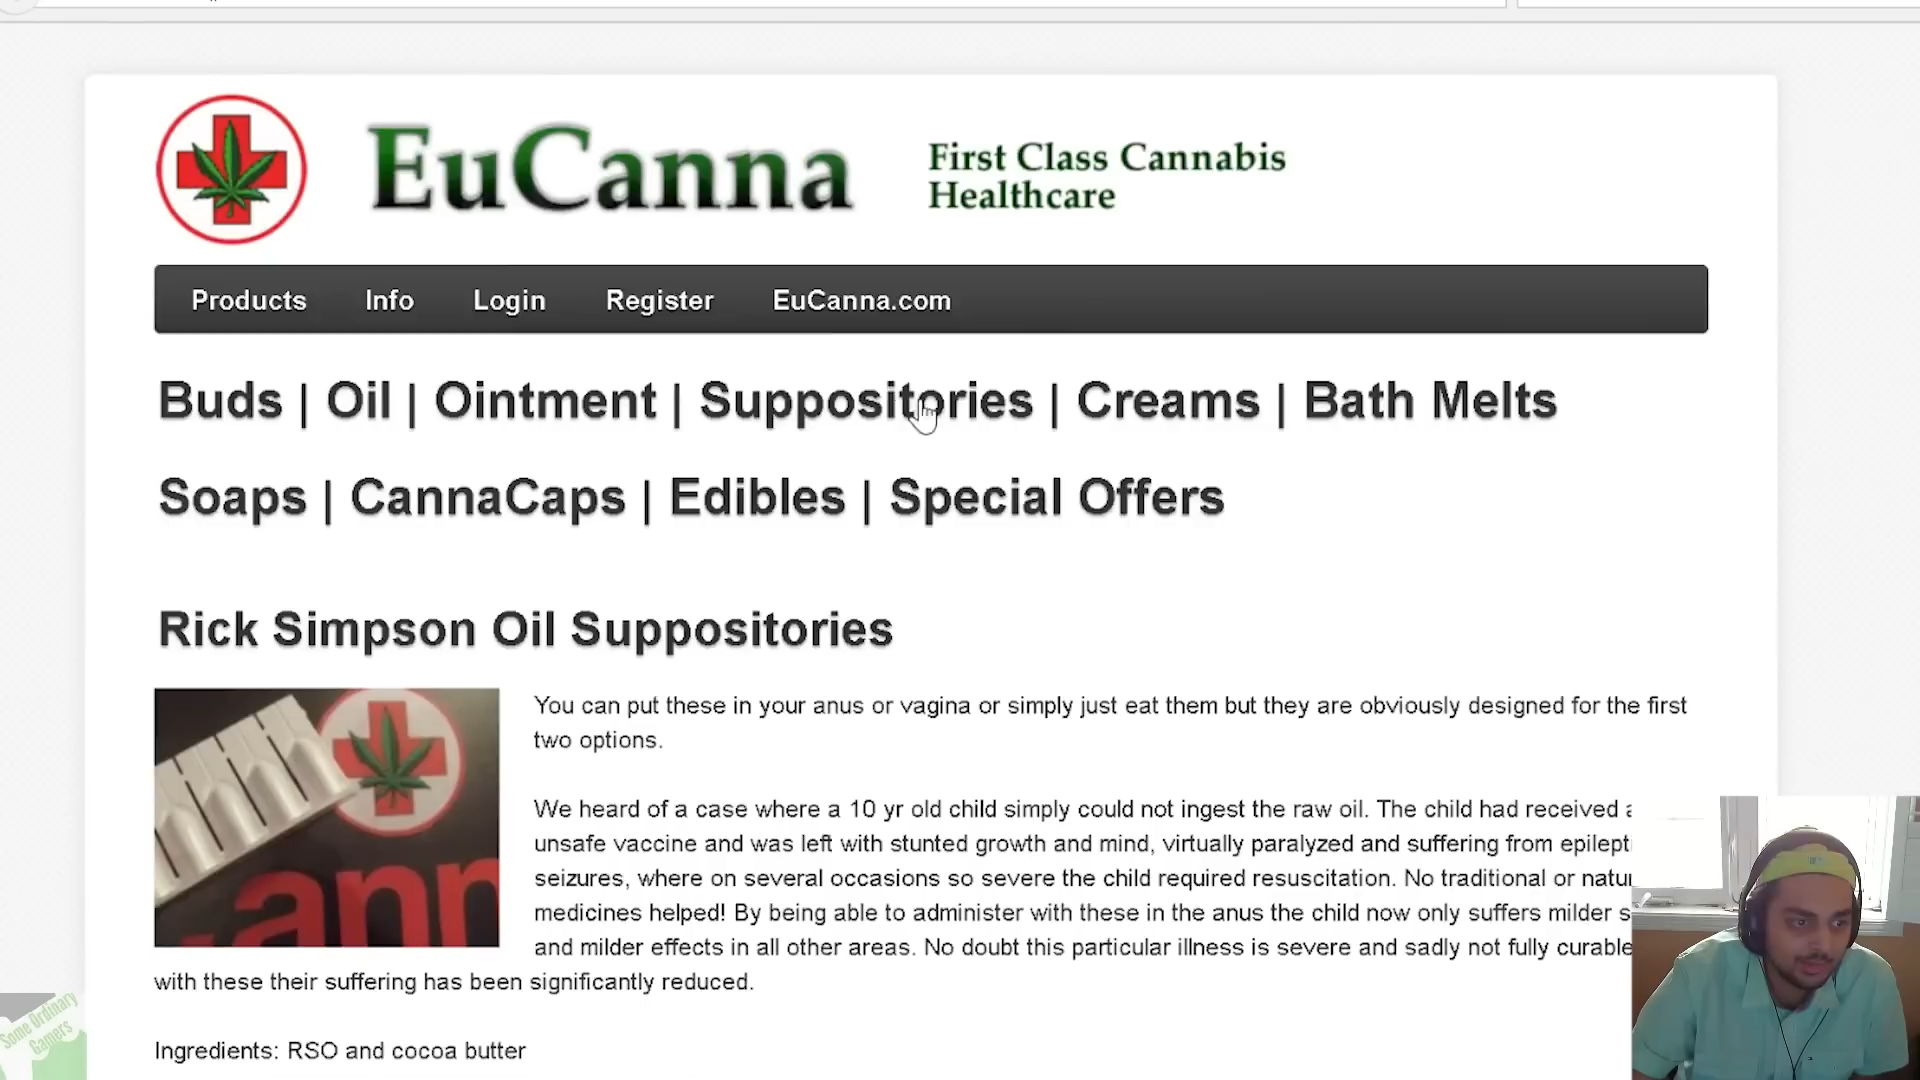 EuCanna
First Class Cannabis
Healthcare
Products Info Login Register EuCanna.com
Buds | Oil | Ointment | Suppositories | Creams | Bath Melts
Soaps | CannaCaps | Edibles | Special Offers
Rick Simpson Oil Suppositories
You can put these in your anus or vagina or simply just eat them but they are obviously designed for the first
two options.
We heard of a case where a 10 yr old child simply could not ingest the raw oil. The child had received
unsafe vaccine and was left with stunted growth and mind, virtually paralyzed and suffering from
seizures, where on several occasions so severe the child required resuscitation. No traditional or
medicines helped! By being able to administer with these in the anus the child now only suffers milder
and milder effects in all other areas. No doubt this particular illness is severe and sadly not fully curable
with these their suffering has been significantly reduced.
Ingredients: RSO and cocoa butter
ann
Some Ordinary
Gamers